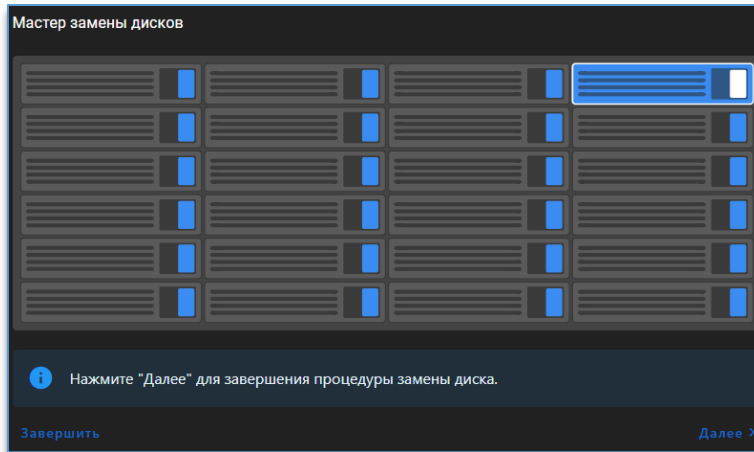 Мастер замены дисков
Нажмите "Далее" для завершения процедуры замены диска.
Завершить
Далее